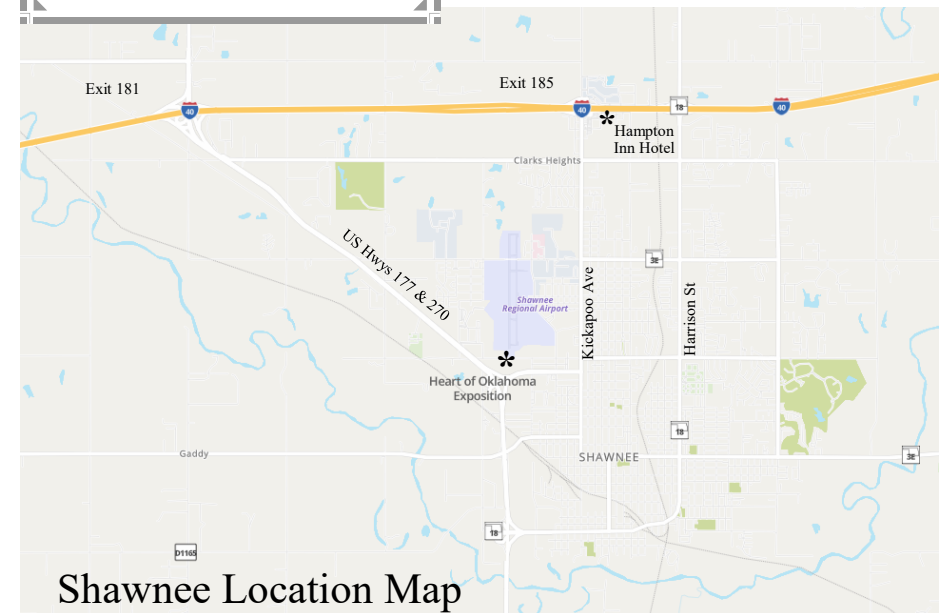 Exit 181
Exit 185
40
40
18
40
Hampton
Inn Hotel
Clarks Heights
US Hwys 177 & 270
Kickapoo Ave
Harrison St
3E
Shawnee
Regional Airport
Heart of Oklahoma
Exposition
18
Gaddy
SHAWNEE
3E
18
D1165
Shawnee Location Map